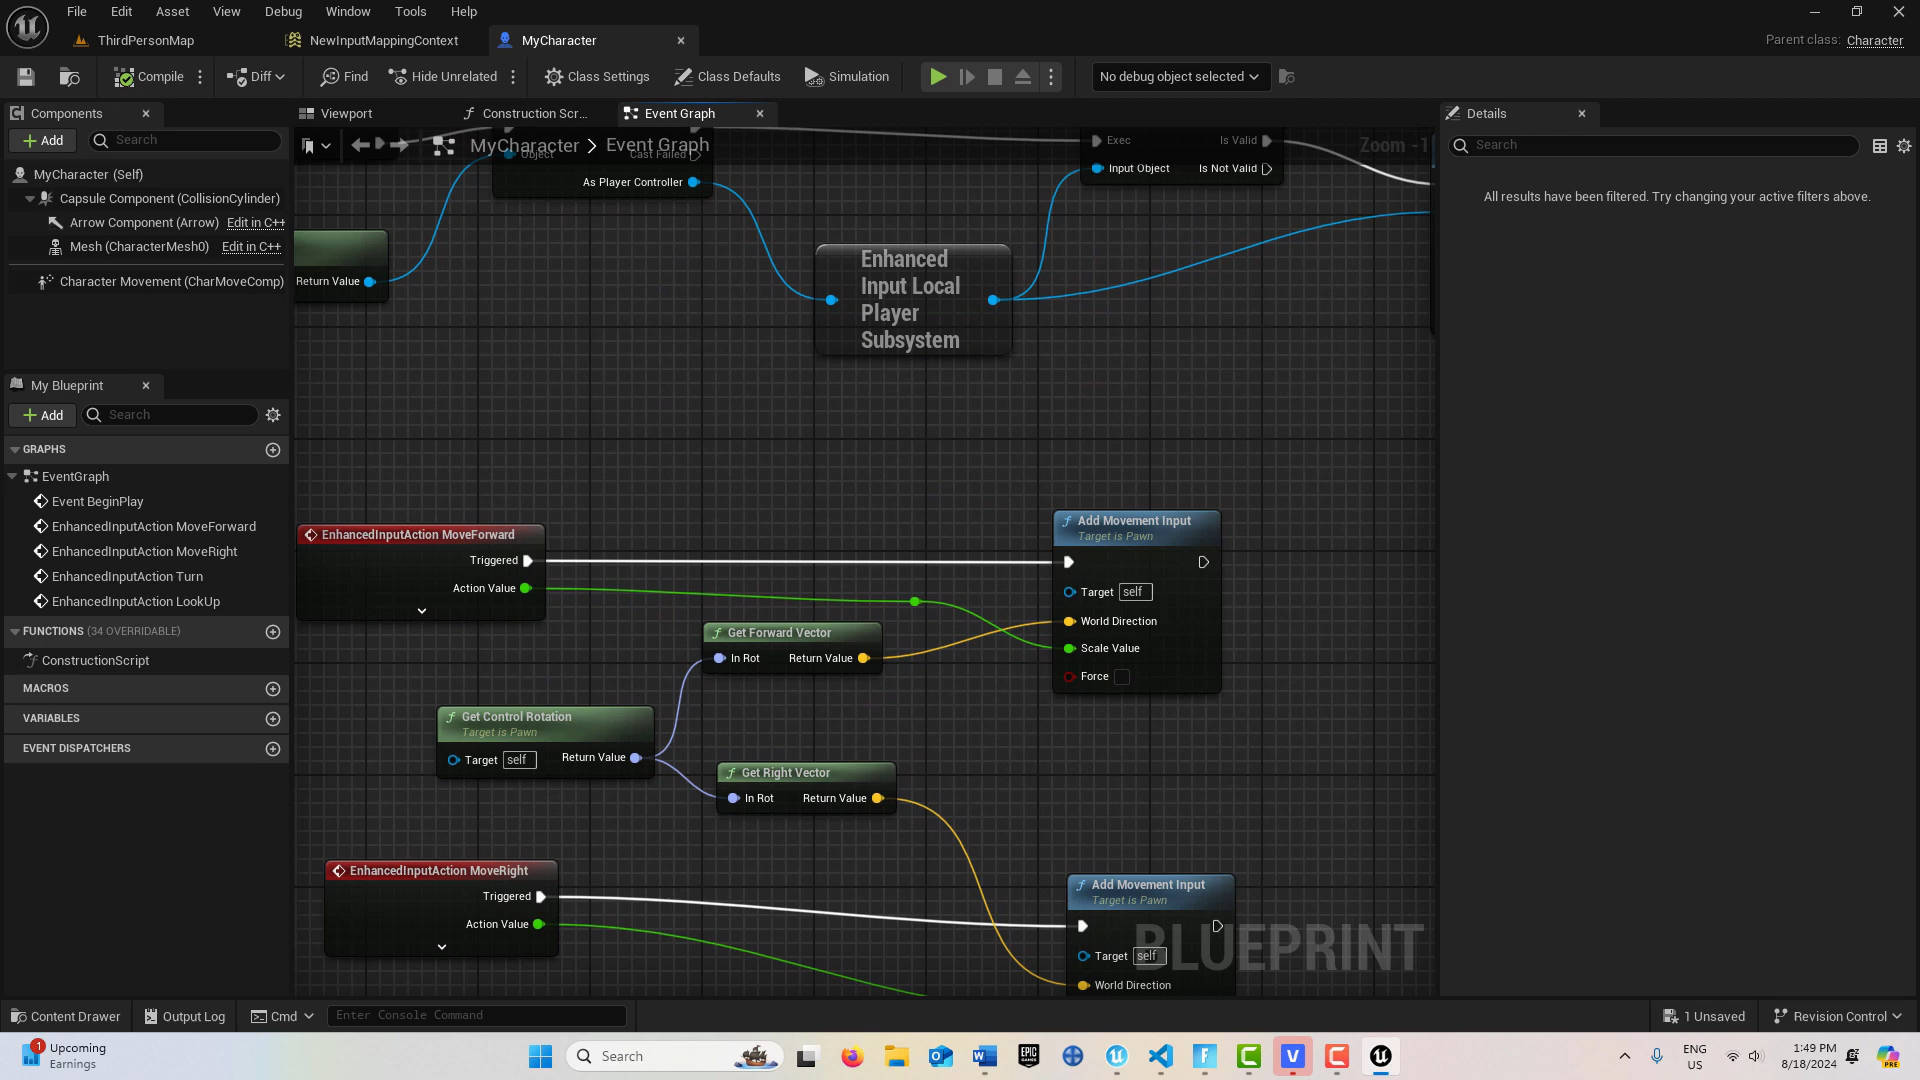 File Edit Asset View Debug Window Tools Help
ThirdPersonMap NewInputMappingContext MyCharacter
Parent class: Character
Compile Diff Find Hide Unrelated Class Settings Class Defaults Simulation No debug object selected
Components
Add Search
MyCharacter (Self)
Capsule Component (CollisionCylinder)
Arrow Component (Arrow) Edit in C++
Mesh (CharacterMesh0) Edit in C++
Character Movement (CharMoveComp)
My Blueprint
Add Search
GRAPHS
EventGraph
Event BeginPlay
EnhancedInputAction MoveForward
EnhancedInputAction MoveRight
EnhancedInputAction Turn
EnhancedInputAction LookUp
FUNCTIONS (34 OVERRIDABLE)
ConstructionScript
MACROS
VARIABLES
EVENT DISPATCHERS
Viewport Construction Scr... Event Graph
MyCharacter > Event Graph
Zoom -1
Object Cast Failed
As Player Controller
Return Value
Exec Is Valid
Input Object Is Not Valid
Enhanced
Input Local
Player
Subsystem
EnhancedInputAction MoveForward
Triggered
Action Value
Add Movement Input
Target is Pawn
Target self
World Direction
Scale Value
Force
Get Forward Vector
In Rot Return Value
Get Control Rotation
Target is Pawn
Target self Return Value
Get Right Vector
In Rot Return Value
EnhancedInputAction MoveRight
Triggered
Action Value
Add Movement Input
Target is Pawn
Target self
World Direction
BLUEPRINT
Details
Search
All results have been filtered. Try changing your active filters above.
Content Drawer Output Log Cmd Enter Console Command 1 Unsaved Revision Control
1
Upcoming
Earnings
Search
EPIC
GAMES
F
C
V
C
ENG
US
1:49 PM
8/18/2024
PRE